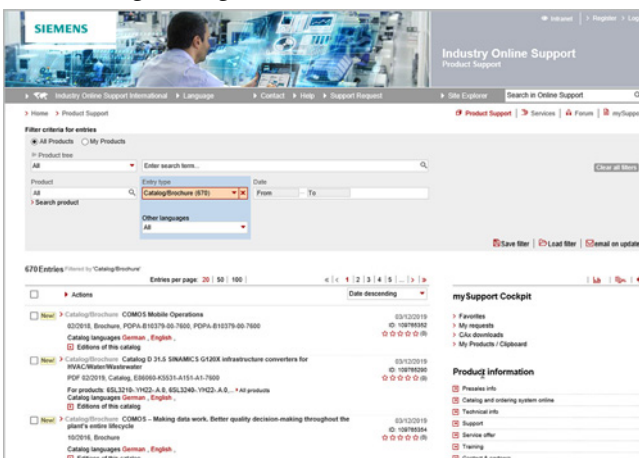 SIEMENS
Intranet > Register > Log
Industry Online Support
Product Support
Industry Online Support International > Language > Contact > Help > Support Request > Site Explorer Search in Online Support
> Home > Product Support
Product Support Services Forum mySuppo
Filter criteria for entries
All Products My Products
Product tree
All Enter search term... Clear all filters
Product Entry type Date
All Catalog/Brochure (670) From To
> Search product
Other languages
All
Save filter Load filter email on update
670 Entries Filtered by 'Catalog/Brochure'
Entries per page: 20 | 50 | 100 | 1 | 2 | 3 | 4 | 5 | ... |
Actions Date descending
New! > Catalog/Brochure COMOS Mobile Operations 03/12/2019
02/2018, Brochure, PDPA-B10379-00-7600, PDPA-B10379-00-7600
Catalog languages German , English ,
Editions of this catalog
New! > Catalog/Brochure Catalog D 31.5 SINAMICS G120X infrastructure converters for
HVAC/Water/Wastewater 03/12/2019
PDF 02/2019, Catalog, E86060-K5531-A151-A1-7600
For products: 6SL3210-.YH22-.A.0, 6SL3240-.YH22-.A.0,... All products
Catalog languages German , English ,
Editions of this catalog
New! > Catalog/Brochure COMOS – Making data work. Better quality decision-making throughout the
plant's entire lifecycle 03/12/2019
10/2016, Brochure
Catalog languages German , English ,
Editions of this catalog
mySupport Cockpit
> Favorites
> My requests
> CAx downloads
> My Products / Clipboard
Product information
Presales info
Catalog and ordering system online
Technical info
Support
Service offer
Training